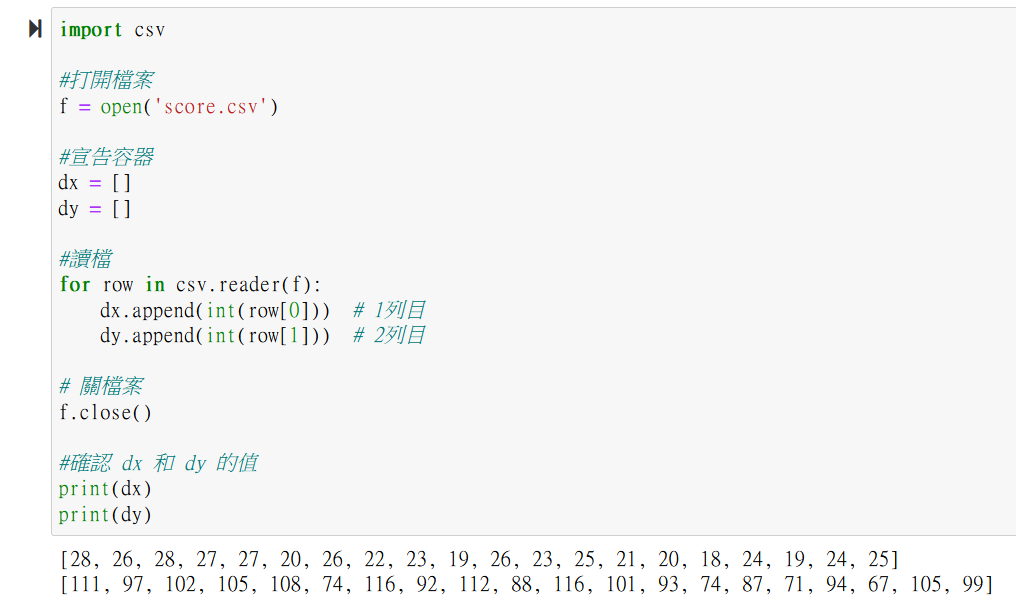 import csv
#打開檔案
f = open('score.csv')
#宣告容器
dx = []
dy = []
#讀檔
for row in csv.reader(f):
    dx.append(int(row[0]))  # 1列目
    dy.append(int(row[1]))  # 2列目
# 關檔案
f.close()
#確認 dx 和 dy 的值
print(dx)
print(dy)
[28, 26, 28, 27, 27, 20, 26, 22, 23, 19, 26, 23, 25, 21, 20, 18, 24, 19, 24, 25]
[111, 97, 102, 105, 108, 74, 116, 92, 112, 88, 116, 101, 93, 74, 87, 71, 94, 67, 105, 99]